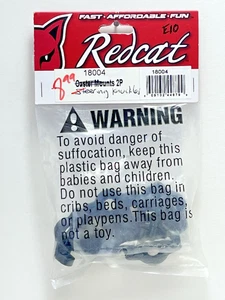 FAST • AFFORDABLE • FUN
E10
Redcat
18004
18004
8.99
Mounts 2P
Steering Knuckles
WARNING
To avoid danger of
suffocation, keep this
plastic bag away from
babies and children.
Do not use this bag in
cribs, beds, carriages,
or playpens. This bag is
not a toy.